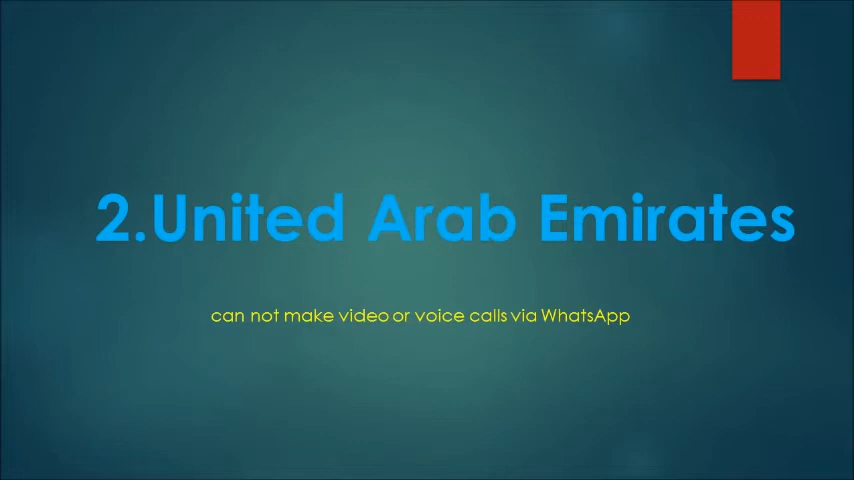 2.United Arab Emirates
can not make video or voice calls via WhatsApp